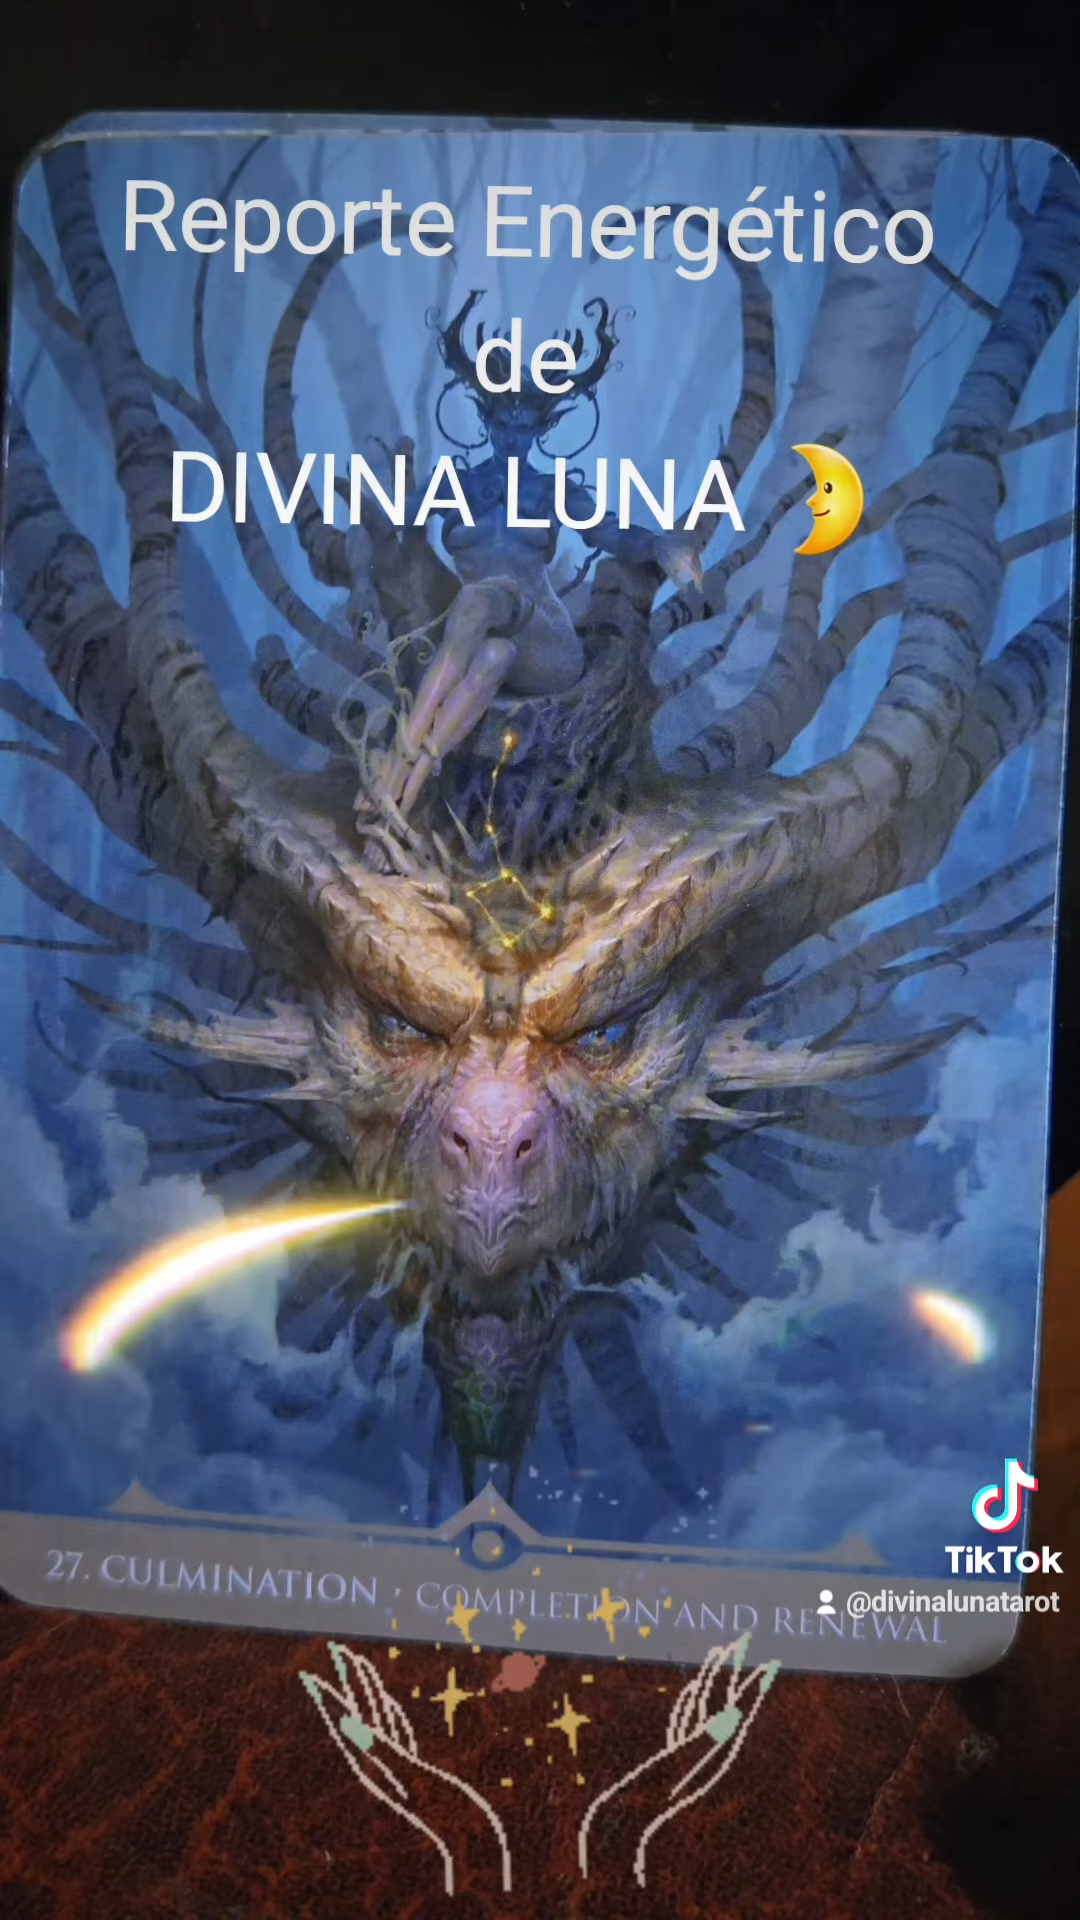 Reporte Energético
de
DIVINA LUNA
27. CULMINATION · COMPLETION AND RENEWAL
TikTok
@divinalunatarot